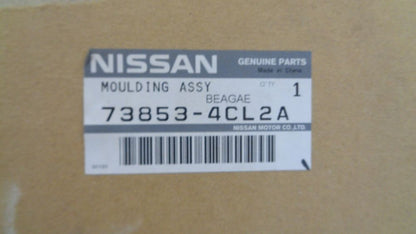 NISSAN GENUINE PARTS
Made in China
MOULDING ASSY Q'TY 1
BEAGAE
73853-4CL2A
NISSAN MOTOR CO.,LTD.